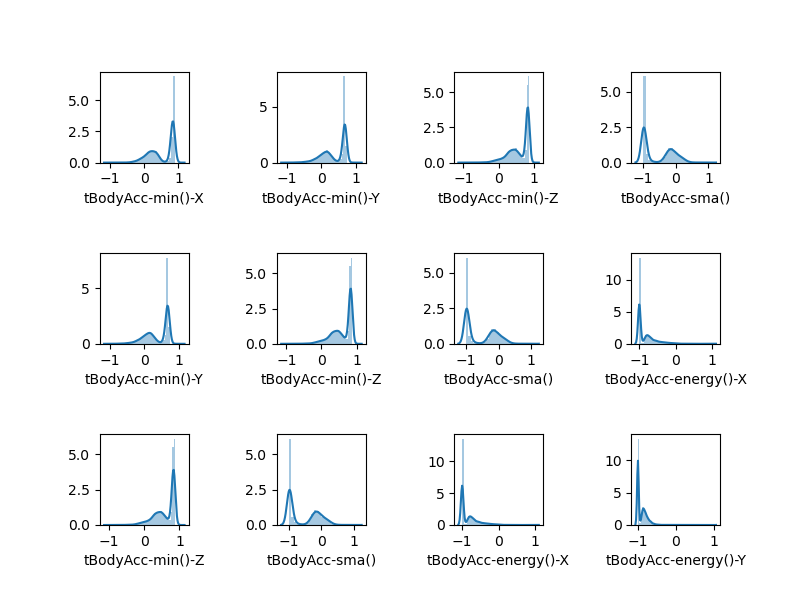 5.0
2.5
0.0
−1 0 1
tBodyAcc-min()-X
5
0
−1 0 1
tBodyAcc-min()-Y
5.0
2.5
0.0
−1 0 1
tBodyAcc-min()-Z
5.0
2.5
0.0
−1 0 1
tBodyAcc-sma()
5
0
−1 0 1
tBodyAcc-min()-Y
5.0
2.5
0.0
−1 0 1
tBodyAcc-min()-Z
5.0
2.5
0.0
−1 0 1
tBodyAcc-sma()
10
5
0
−1 0 1
tBodyAcc-energy()-X
5.0
2.5
0.0
−1 0 1
tBodyAcc-min()-Z
5.0
2.5
0.0
−1 0 1
tBodyAcc-sma()
10
5
0
−1 0 1
tBodyAcc-energy()-X
10
5
0
−1 0 1
tBodyAcc-energy()-Y